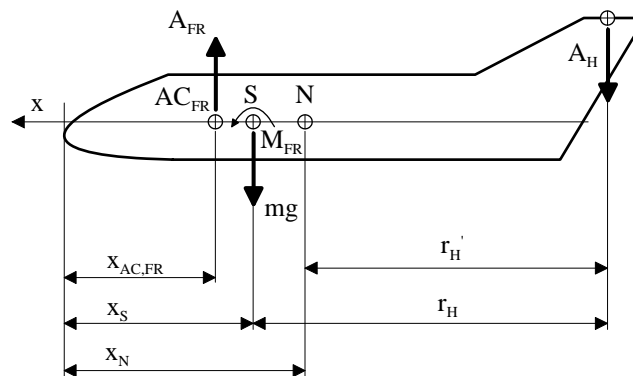 A_FR
A_H
AC_FR S N
x
M_FR
mg
r_H'
x_AC,FR
x_S r_H
x_N